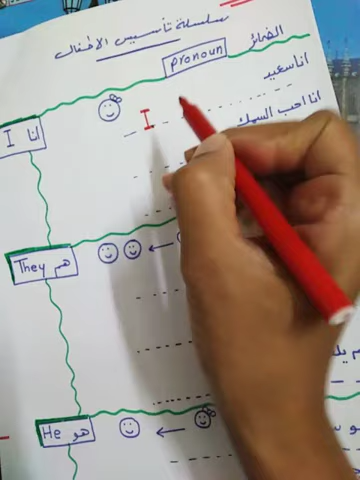 سلسلة تأسيس الأطفال
الضمائر
pronoun
انا سعيد
I انا
I
انا احب السمك
They هم
He هو